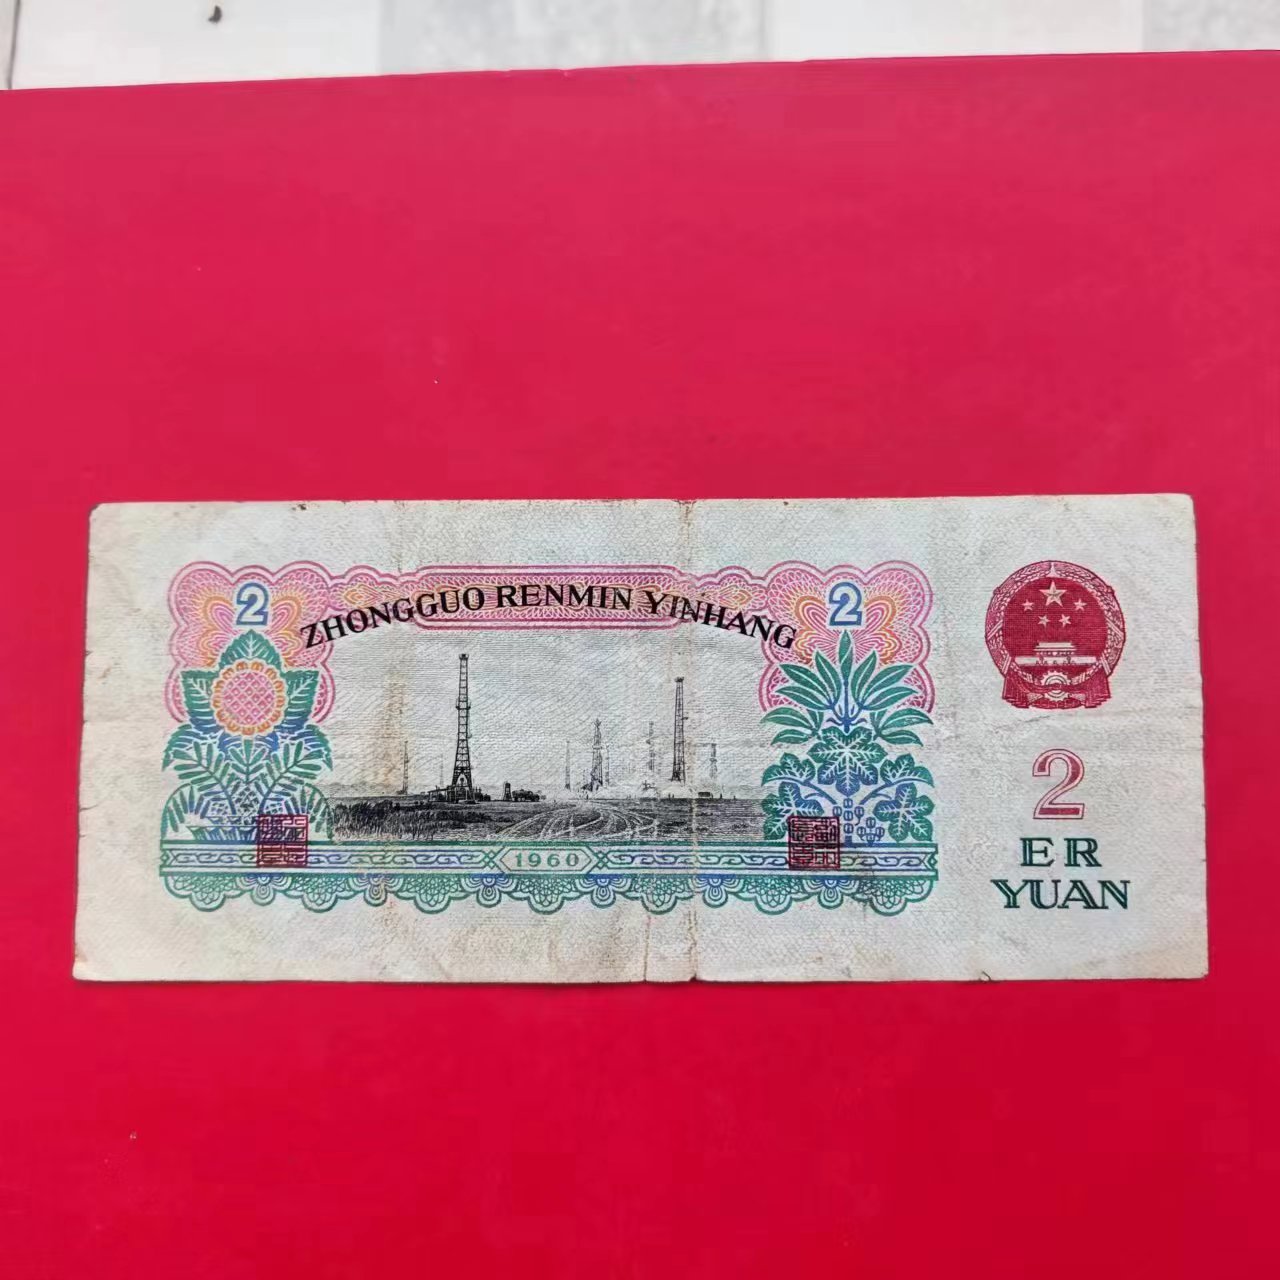 2
ZHONGGUO RENMIN YINHANG
2
1960
2
ER
YUAN